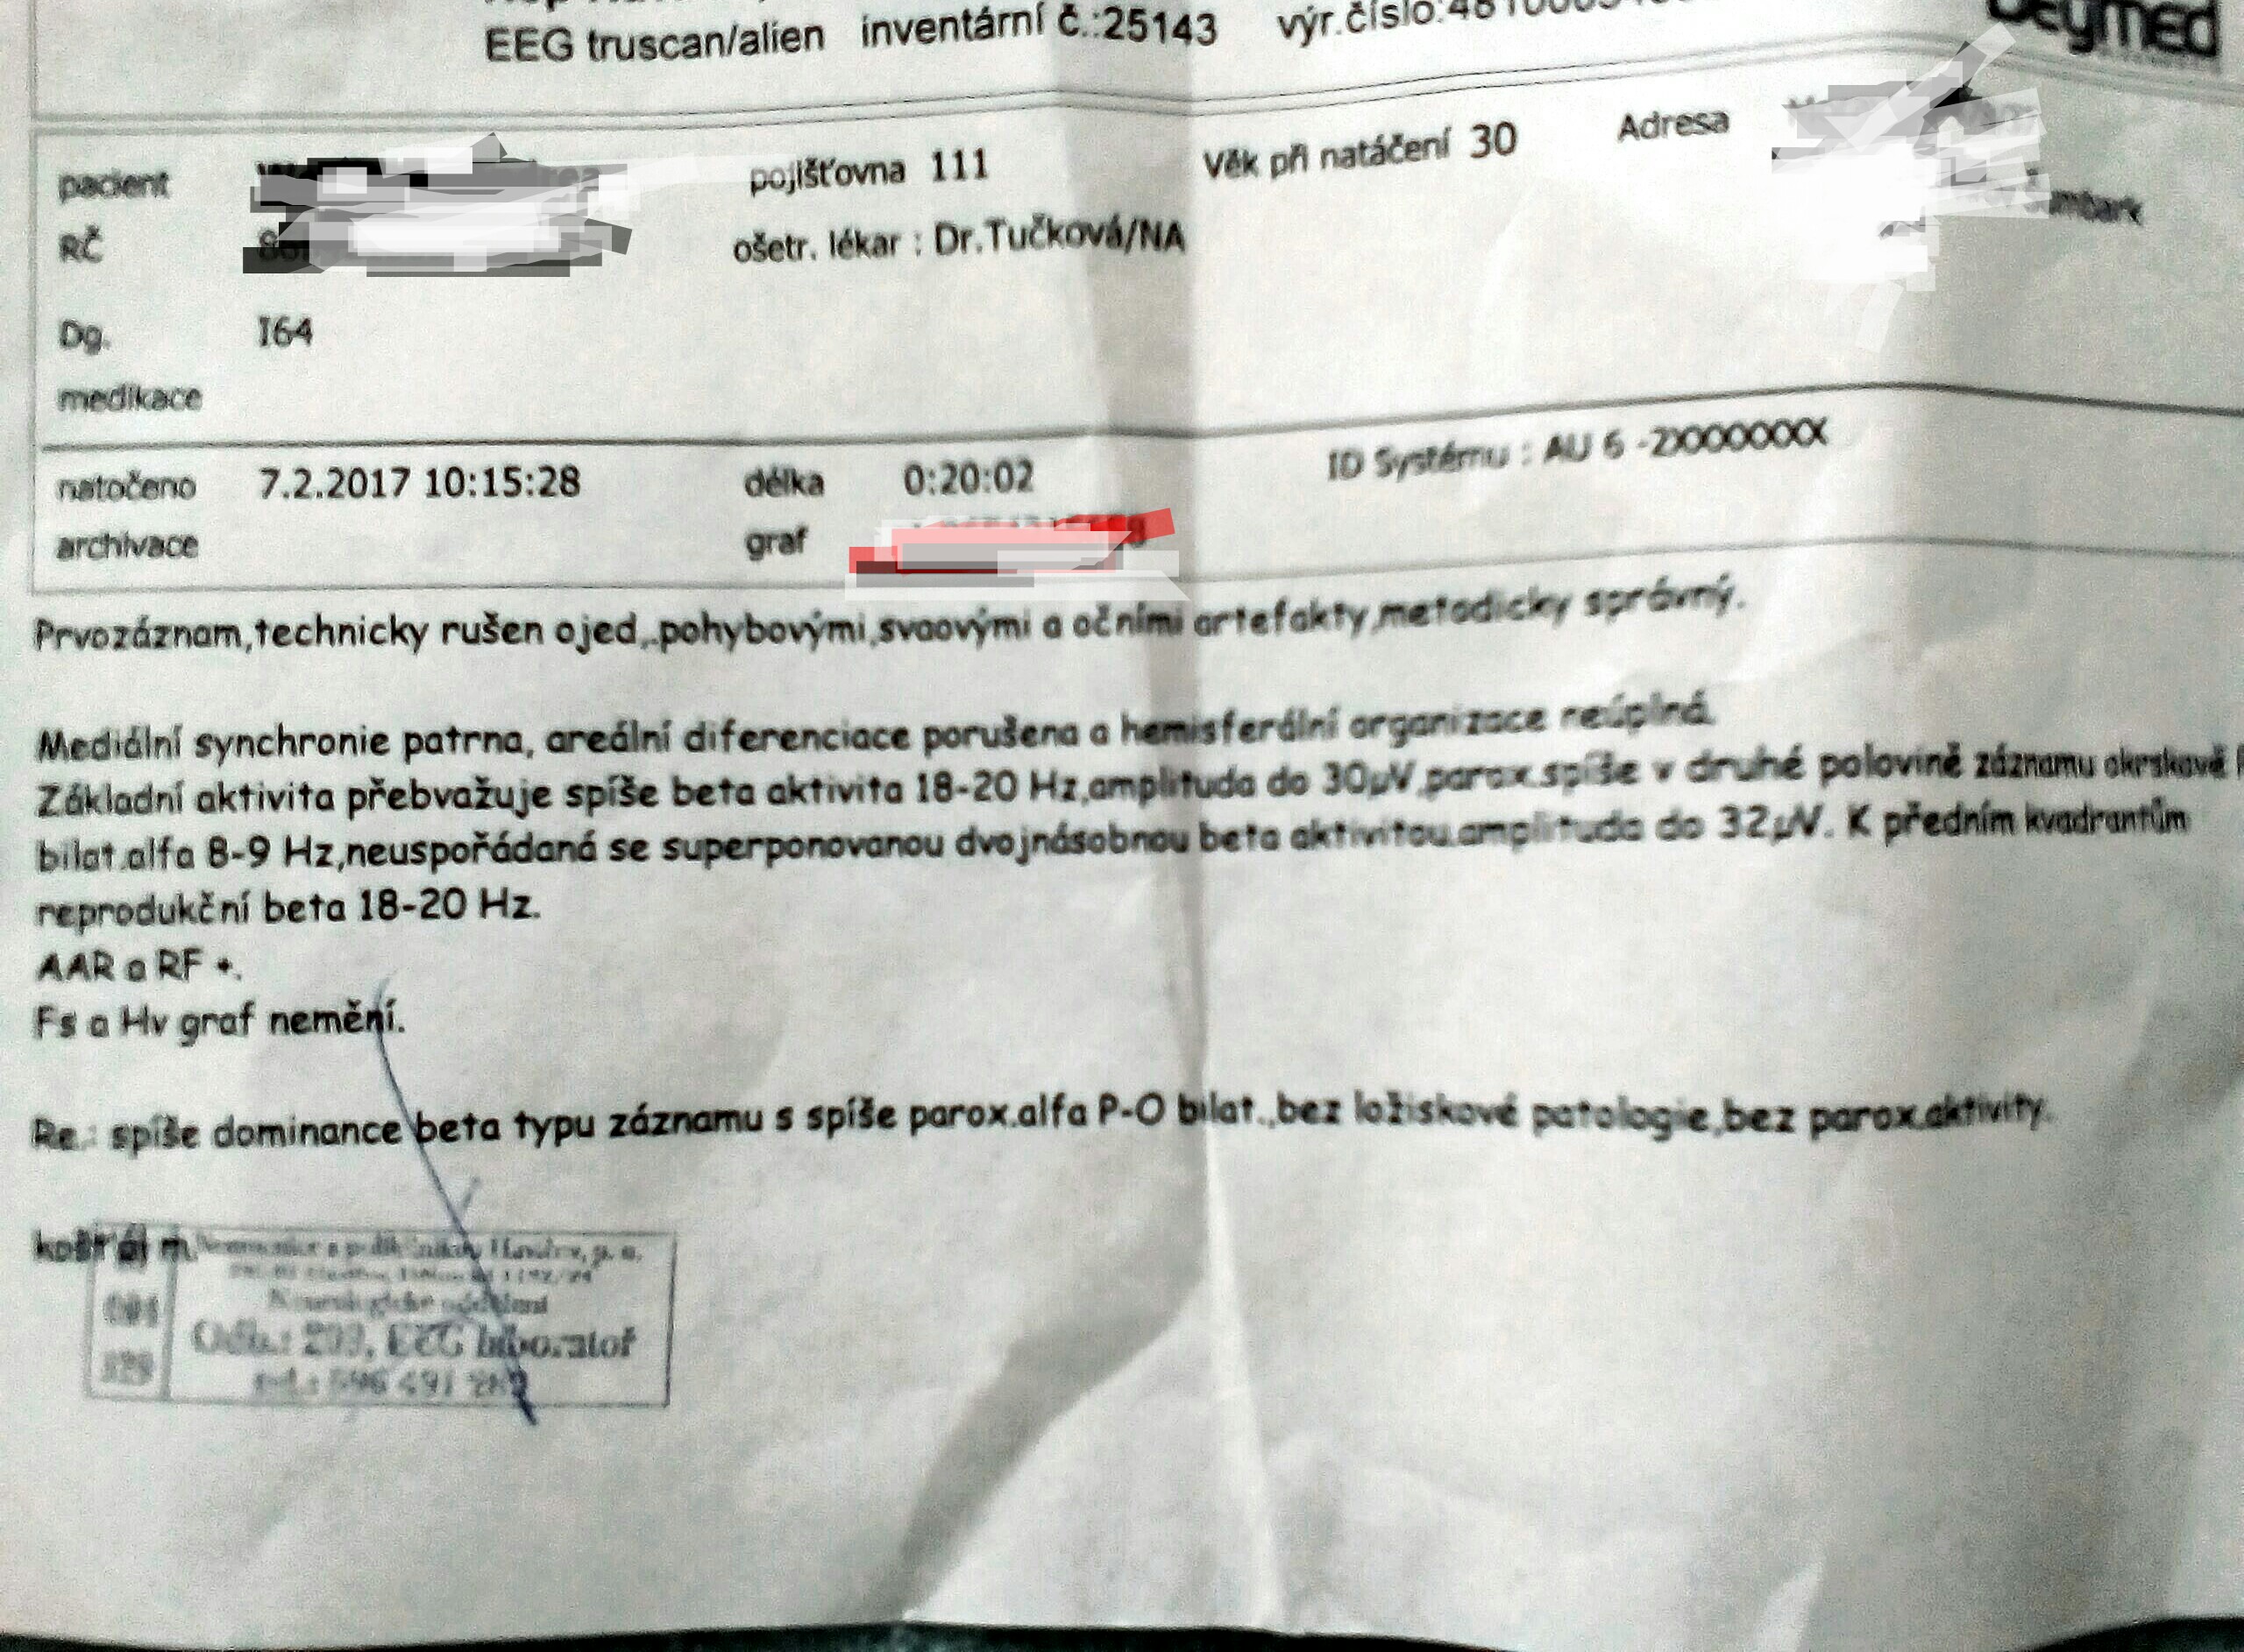 EEG truscan/alien inventární č.:25143 výr.číslo:
beymed
pacient pojišťovna 111 Věk při natáčení 30 Adresa
RČ ošetr. lékar : Dr.Tučková/NA
Dg. I64
medikace
natočeno 7.2.2017 10:15:28 délka 0:20:02 ID Systému : AU 6 -2XXXXXXXX
archivace graf
Prvozáznam,technicky rušen ojed,.pohybovými,svaovými a očními artefakty,metodicky správný.
Mediální synchronie patrna, areální diferenciace porušena a hemisferální organizace neúplná.
Základní aktivita přebvažuje spíše beta aktivita 18-20 Hz,amplituda do 30µV,parox.spíše v druhé polovině záznamu okrskově
bilat.alfa 8-9 Hz,neuspořádaná se superponovanou dvojnásobnou beta aktivitou.amplituda do 32µV. K předním kvadrantům
reprodukční beta 18-20 Hz.
AAR a RF +.
Fs a Hv graf nemění.
Re.: spíše dominance beta typu záznamu s spíše parox.alfa P-O bilat.,bez ložiskové patologie,bez parox.aktivity.
Neurologické oddělení
Odb.: EEG laboratoř